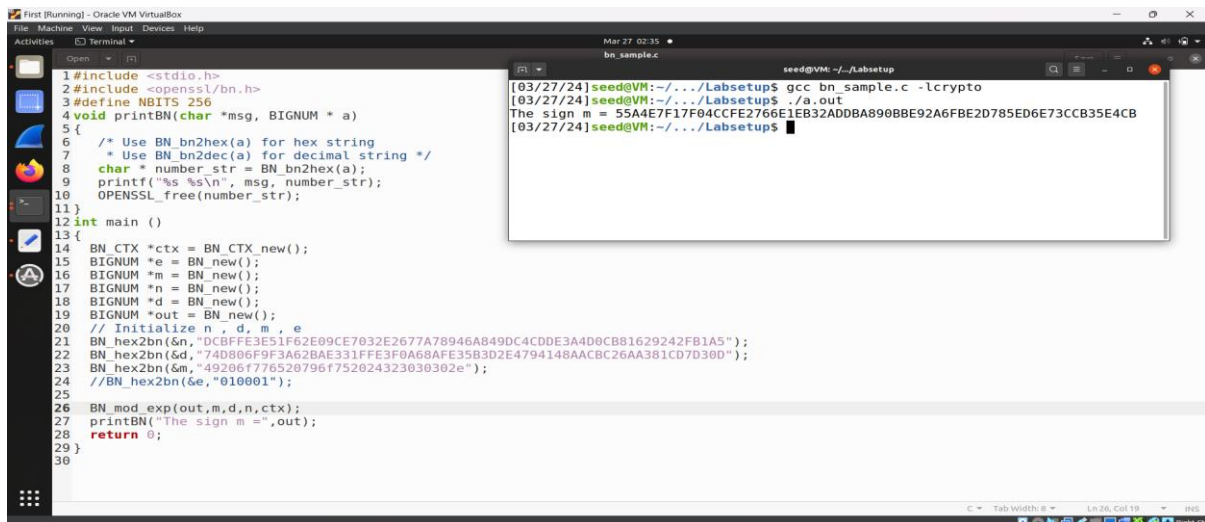 First [Running] - Oracle VM VirtualBox
File Machine View Input Devices Help
Activities Terminal Mar 27 02:35
Open bn_sample.c
1 #include <stdio.h>
2 #include <openssl/bn.h>
3 #define NBITS 256
4 void printBN(char *msg, BIGNUM * a)
5 {
6 /* Use BN_bn2hex(a) for hex string
7 * Use BN_bn2dec(a) for decimal string */
8 char * number_str = BN_bn2hex(a);
9 printf("%s %s\n", msg, number_str);
10 OPENSSL_free(number_str);
11 }
12 int main ()
13 {
14 BN_CTX *ctx = BN_CTX_new();
15 BIGNUM *e = BN_new();
16 BIGNUM *m = BN_new();
17 BIGNUM *n = BN_new();
18 BIGNUM *d = BN_new();
19 BIGNUM *out = BN_new();
20 // Initialize n , d, m , e
21 BN_hex2bn(&n,"DCBFFE3E51F62E09CE7032E2677A78946A849DC4CDDE3A4D0CB81629242FB1A5");
22 BN_hex2bn(&d,"74D806F9F3A62BAE331FFE3F0A68AFE35B3D2E4794148AACBC26AA381CD7D30D");
23 BN_hex2bn(&m,"49206f776520796f752024323030302e");
24 //BN_hex2bn(&e,"010001");
25
26 BN_mod_exp(out,m,d,n,ctx);
27 printBN("The sign m =",out);
28 return 0;
29 }
30
seed@VM: ~/.../Labsetup
[03/27/24]seed@VM:~/.../Labsetup$ gcc bn_sample.c -lcrypto
[03/27/24]seed@VM:~/.../Labsetup$ ./a.out
The sign m = 55A4E7F17F04CCFE2766E1EB32ADDBA890BBE92A6FBE2D785ED6E73CCB35E4CB
[03/27/24]seed@VM:~/.../Labsetup$
C Tab Width: 8 Ln 26, Col 19 INS